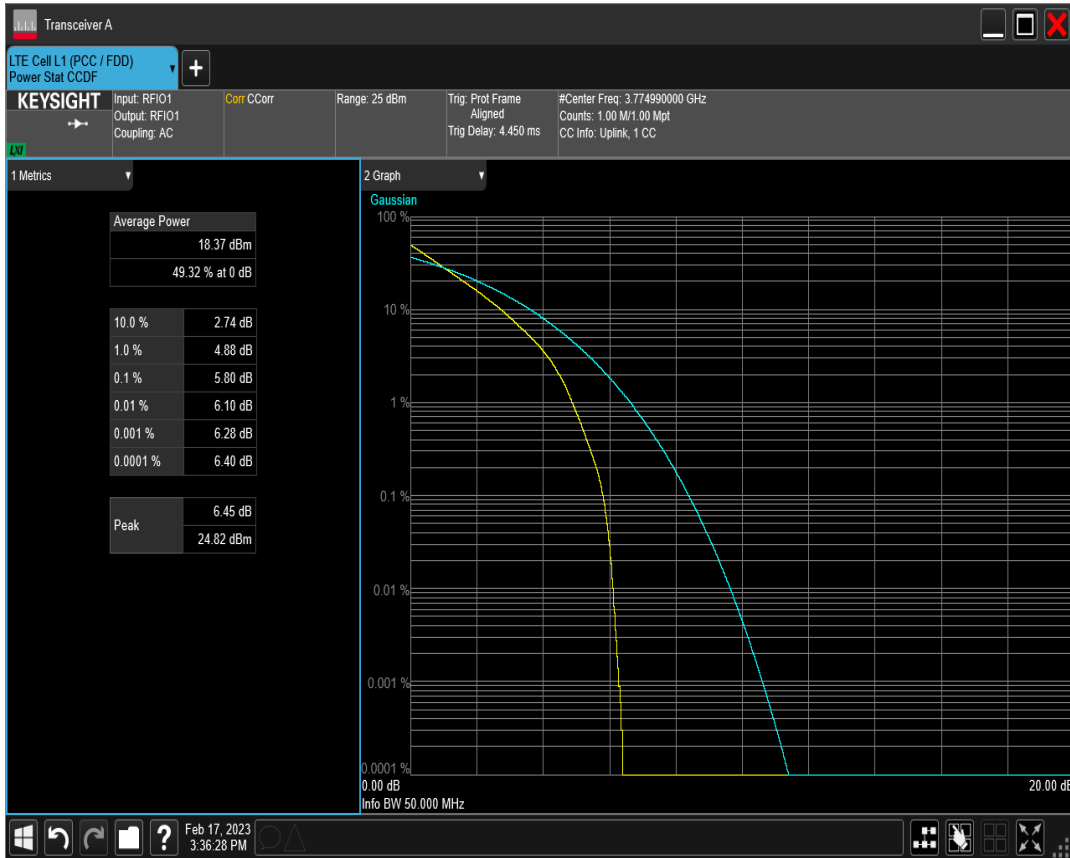 Transceiver A
LTE Cell L1 (PCC / FDD)
Power Stat CCDF
KEYSIGHT
LXI
Input: RFIO1
Output: RFIO1
Coupling: AC
Corr CCorr
Range: 25 dBm
Trig: Prot Frame
Aligned
Trig Delay: 4.450 ms
#Center Freq: 3.774990000 GHz
Counts: 1.00 M/1.00 Mpt
CC Info: Uplink, 1 CC
1 Metrics
Average Power
18.37 dBm
49.32 % at 0 dB
10.0 % 2.74 dB
1.0 % 4.88 dB
0.1 % 5.80 dB
0.01 % 6.10 dB
0.001 % 6.28 dB
0.0001 % 6.40 dB
Peak
6.45 dB
24.82 dBm
2 Graph
Gaussian
100 %
10 %
1 %
0.1 %
0.01 %
0.001 %
0.0001 %
0.00 dB
20.00 dB
Info BW 50.000 MHz
?
Feb 17, 2023
3:36:28 PM